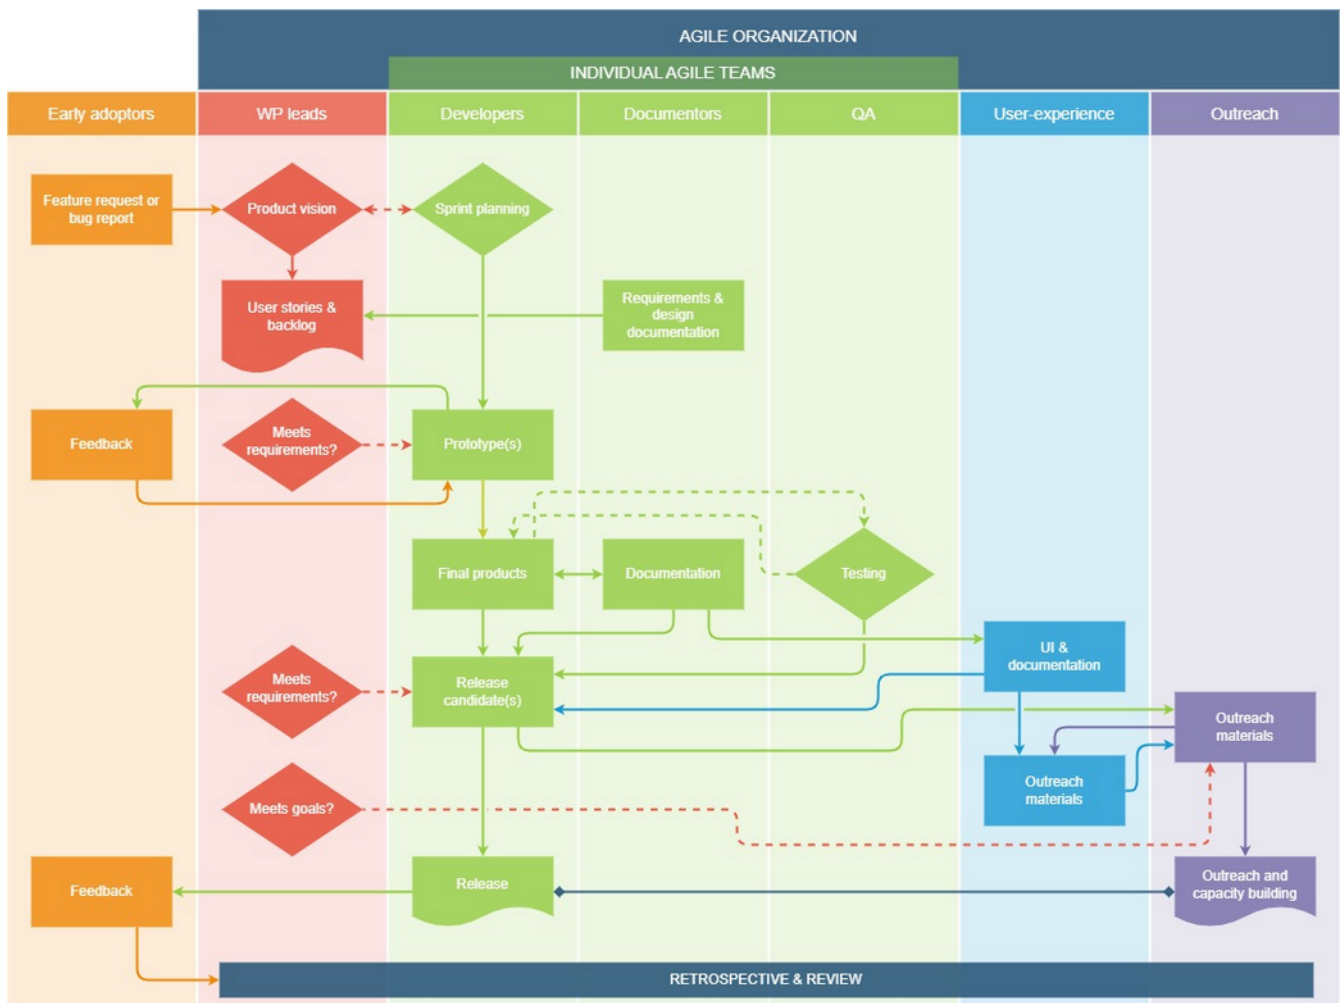 AGILE ORGANIZATION
INDIVIDUAL AGILE TEAMS
Early adoptors
WP leads
Developers
Documentors
QA
User-experience
Outreach
Feature request or
bug report
Product vision
Sprint planning
User stories &
backlog
Requirements &
design
documentation
Feedback
Meets
requirements?
Prototype(s)
Final products
Documentation
Testing
UI &
documentation
Meets
requirements?
Release
candidate(s)
Outreach
materials
Outreach
materials
Meets goals?
Feedback
Release
Outreach and
capacity building
RETROSPECTIVE & REVIEW